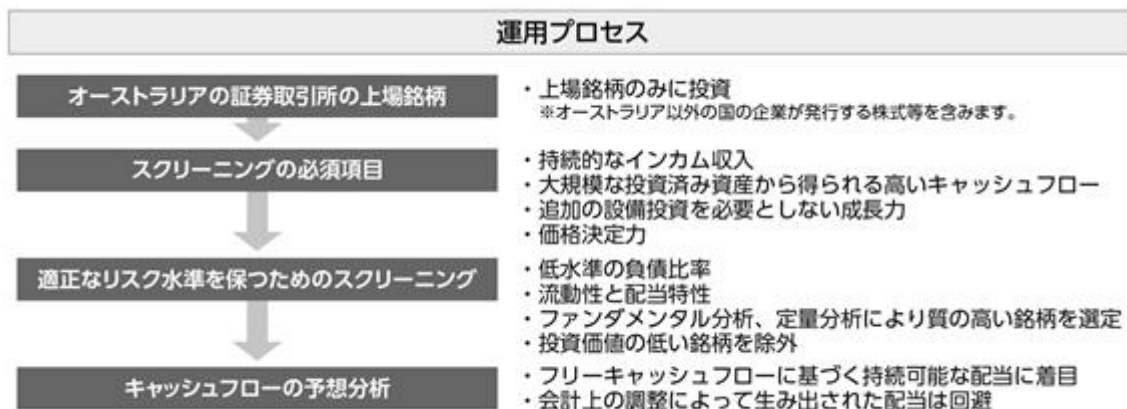 運用プロセス
オーストラリアの証券取引所の上場銘柄
・上場銘柄のみに投資
※オーストラリア以外の国の企業が発行する株式等を含みます。
スクリーニングの必須項目
・持続的なインカム収入
・大規模な投資済み資産から得られる高いキャッシュフロー
・追加の設備投資を必要としない成長力
・価格決定力
適正なリスク水準を保つためのスクリーニング
・低水準の負債比率
・流動性と配当特性
・ファンダメンタル分析、定量分析により質の高い銘柄を選定
・投資価値の低い銘柄を除外
キャッシュフローの予想分析
・フリーキャッシュフローに基づく持続可能な配当に着目
・会計上の調整によって生み出された配当は回避